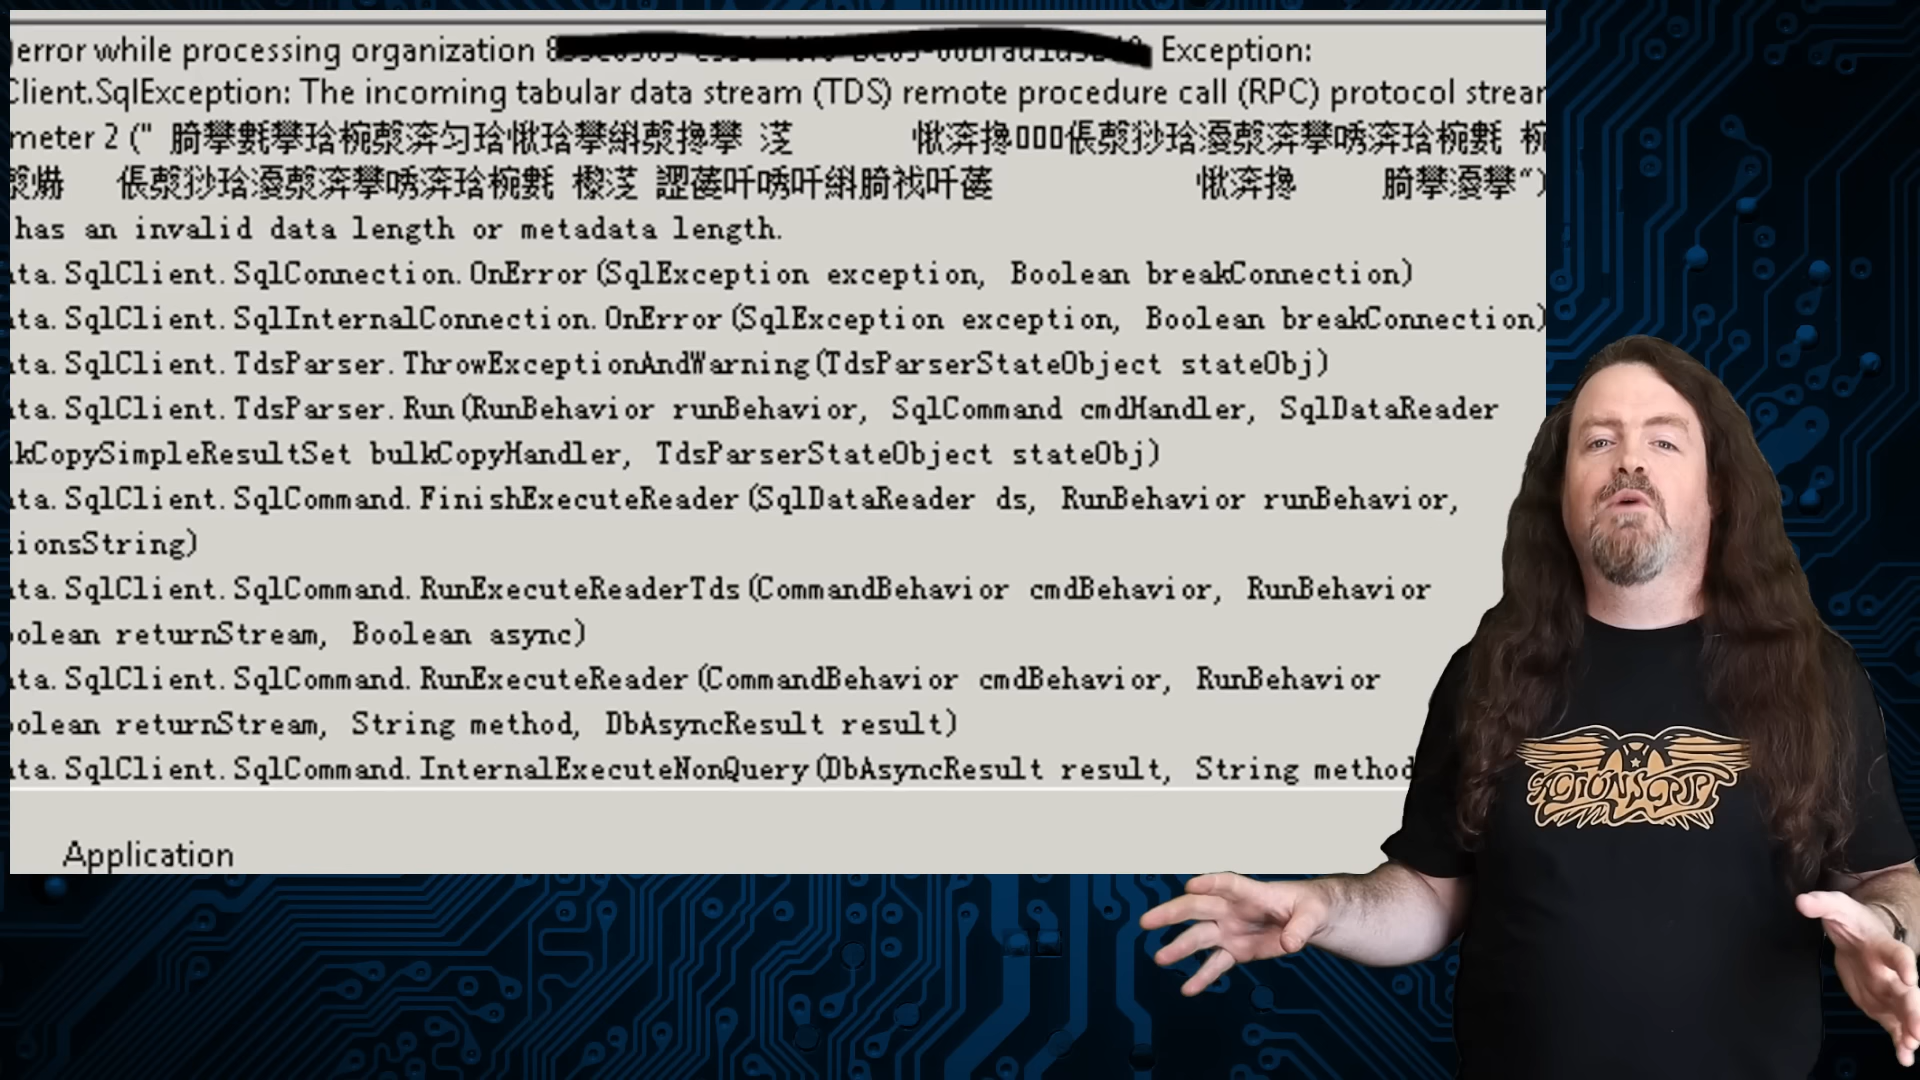 error while processing organization Exception:
Client.SqlException: The incoming tabular data stream (TDS) remote procedure call (RPC) protocol stream
meter 2 ("
has an invalid data length or metadata length.
ta.SqlClient.SqlConnection.OnError(SqlException exception, Boolean breakConnection)
ta.SqlClient.SqlInternalConnection.OnError(SqlException exception, Boolean breakConnection)
ta.SqlClient.TdsParser.ThrowExceptionAndWarning(TdsParserStateObject stateObj)
ta.SqlClient.TdsParser.Run(RunBehavior runBehavior, SqlCommand cmdHandler, SqlDataReader
kCopySimpleResultSet bulkCopyHandler, TdsParserStateObject stateObj)
ta.SqlClient.SqlCommand.FinishExecuteReader(SqlDataReader ds, RunBehavior runBehavior,
ionsString)
ta.SqlClient.SqlCommand.RunExecuteReaderTds(CommandBehavior cmdBehavior, RunBehavior
oolean returnStream, Boolean async)
ta.SqlClient.SqlCommand.RunExecuteReader(CommandBehavior cmdBehavior, RunBehavior
oolean returnStream, String method, DbAsyncResult result)
ta.SqlClient.SqlCommand.InternalExecuteNonQuery(DbAsyncResult result, String method
Application
ACTIONSCRIPT